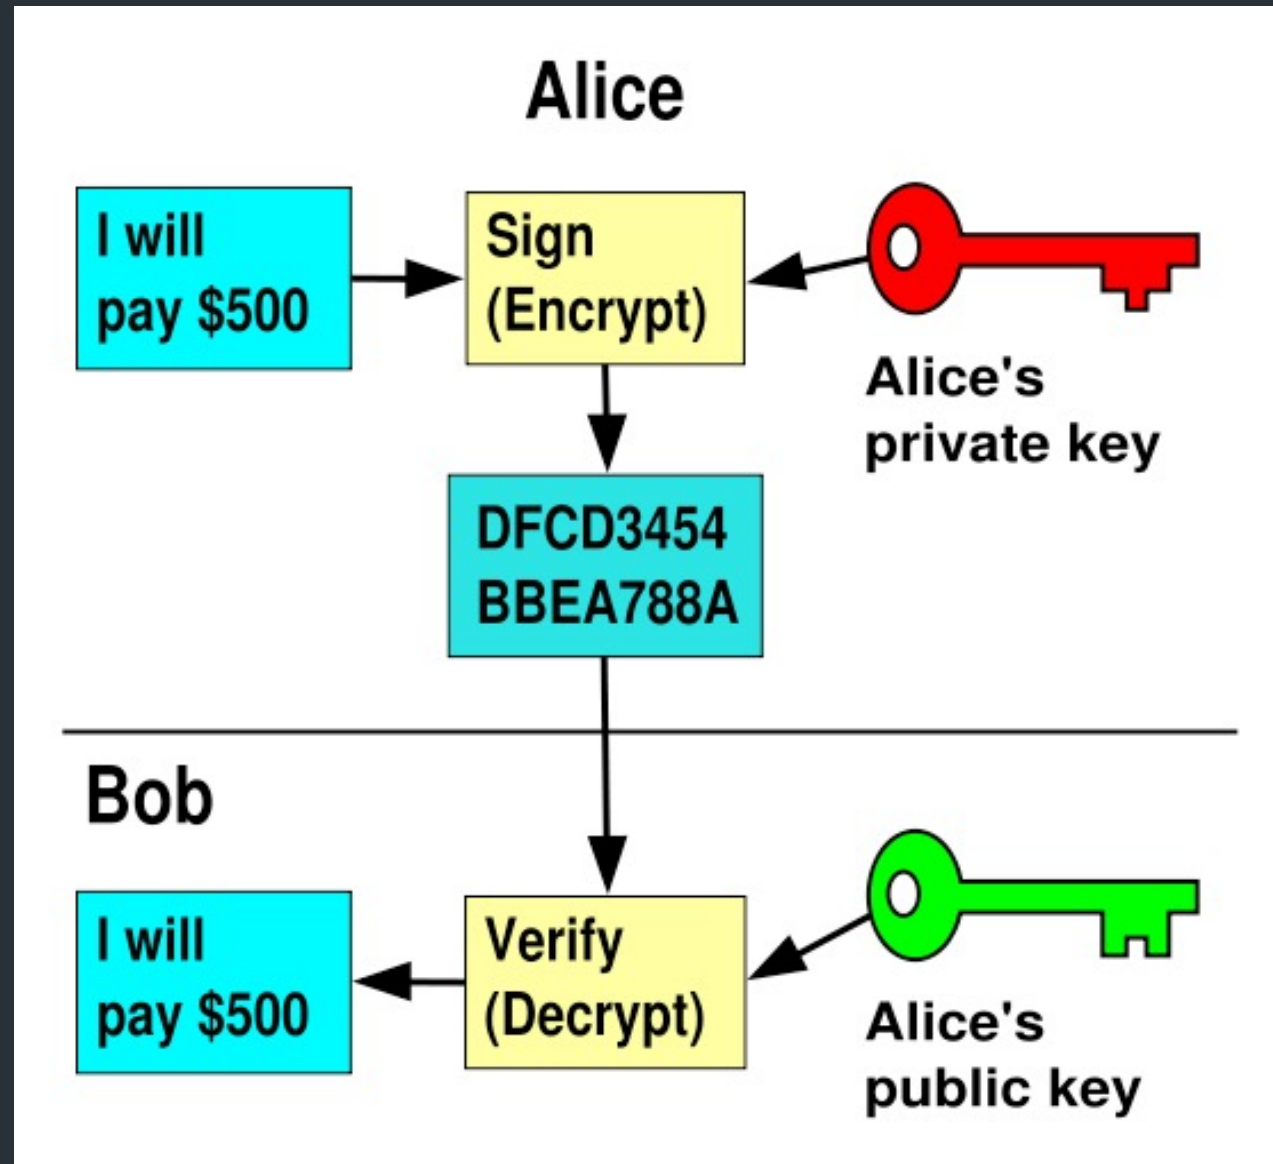 Alice
I will
pay $500
Sign
(Encrypt)
Alice's
private key
DFCD3454
BBEA788A
Bob
I will
pay $500
Verify
(Decrypt)
Alice's
public key